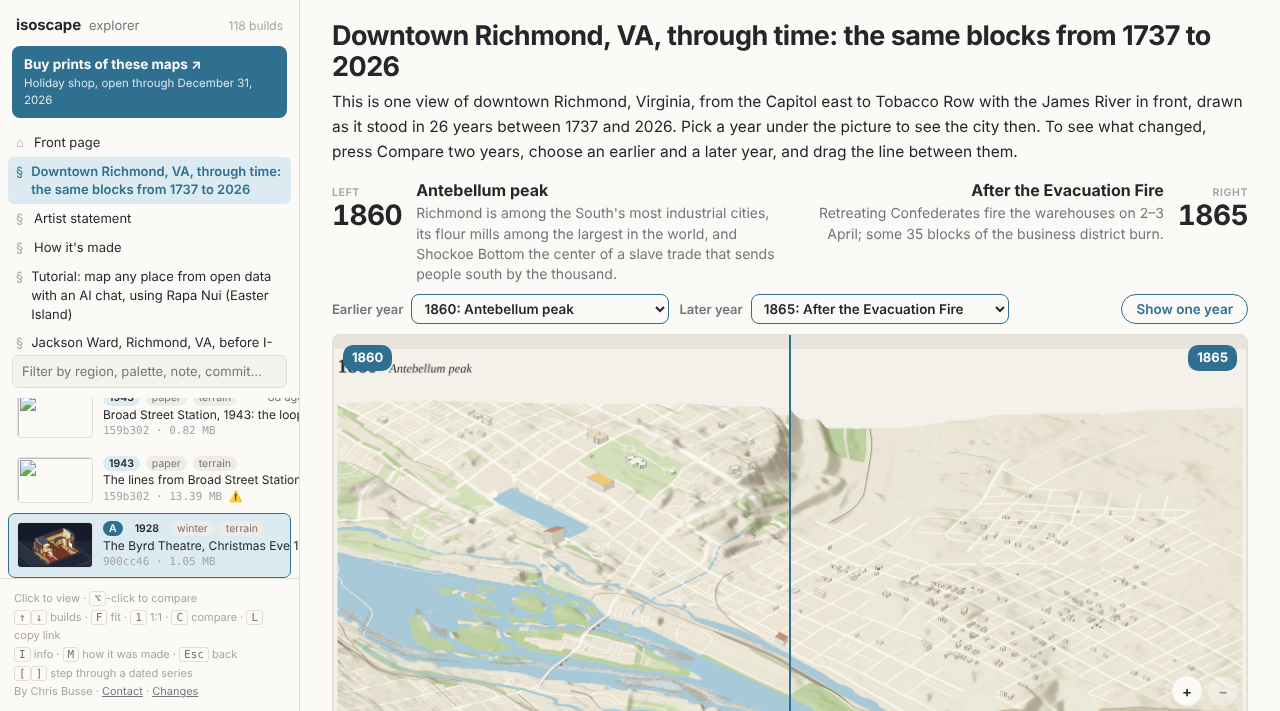 isoscape explorer 118 builds
Buy prints of these maps ↗
Holiday shop, open through December 31,
2026
⌂ Front page
§ Downtown Richmond, VA, through time:
the same blocks from 1737 to 2026
§ Artist statement
§ How it's made
§ Tutorial: map any place from open data
with an AI chat, using Rapa Nui (Easter
Island)
§ Jackson Ward, Richmond, VA, before I-
Filter by region, palette, note, commit...
1943 paper terrain 8d ag
Broad Street Station, 1943: the loop
159b302 · 0.82 MB
1943 paper terrain
The lines from Broad Street Station
159b302 · 13.39 MB ⚠️
A 1928 winter terrain
The Byrd Theatre, Christmas Eve 1
900cc46 · 1.05 MB
Click to view · ⌥-click to compare
↑ ↓ builds · F fit · 1 1:1 · C compare · L
copy link
I info · M how it was made · Esc back
[ ] step through a dated series
By Chris Busse · Contact · Changes
Downtown Richmond, VA, through time: the same blocks from 1737 to
2026
This is one view of downtown Richmond, Virginia, from the Capitol east to Tobacco Row with the James River in front, drawn
as it stood in 26 years between 1737 and 2026. Pick a year under the picture to see the city then. To see what changed,
press Compare two years, choose an earlier and a later year, and drag the line between them.
LEFT
1860
Antebellum peak
Richmond is among the South's most industrial cities,
its flour mills among the largest in the world, and
Shockoe Bottom the center of a slave trade that sends
people south by the thousand.
After the Evacuation Fire
Retreating Confederates fire the warehouses on 2–3
April; some 35 blocks of the business district burn.
RIGHT
1865
Earlier year 1860: Antebellum peak Later year 1865: After the Evacuation Fire Show one year
1860 1865
Antebellum peak
+ −